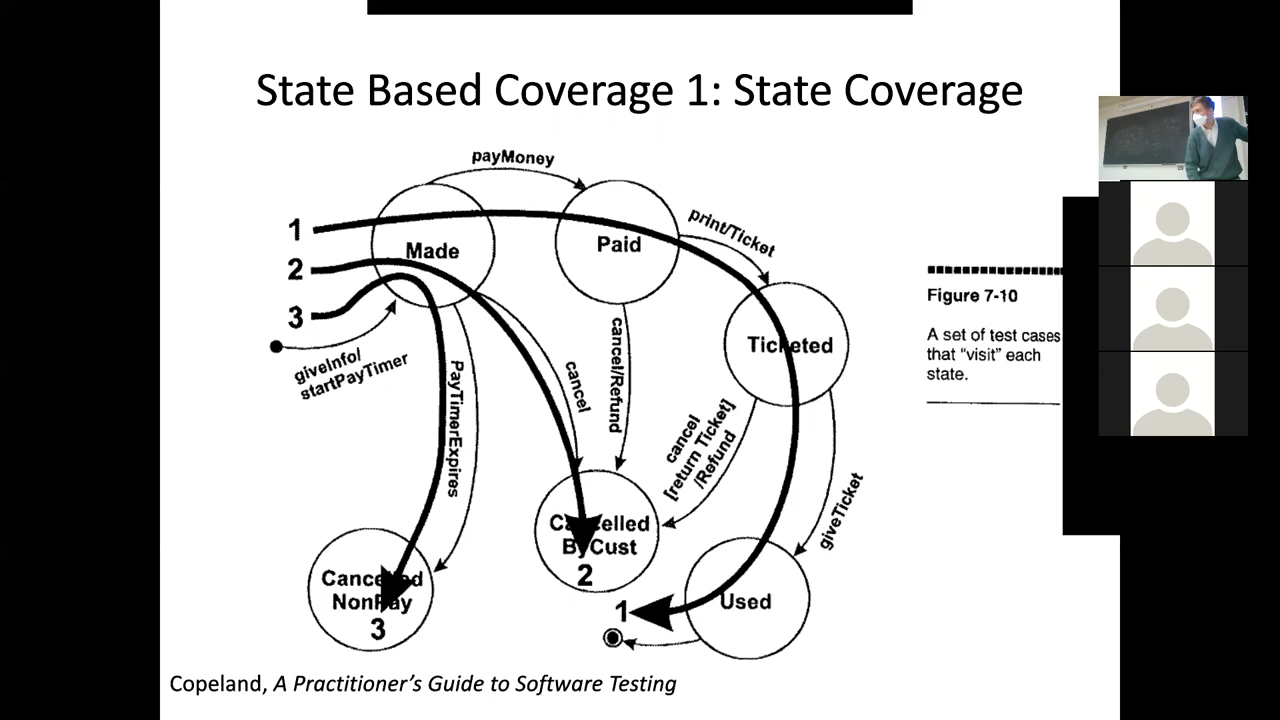 State Based Coverage 1: State Coverage
payMoney
1
2
3
Made
Paid
print/Ticket
Ticketed
giveInfo/
startPayTimer
PayTimerExpires
cancel
cancel/Refund
cancel
[return Ticket]
/Refund
giveTicket
Cancelled
NonPay
3
Cancelled
ByCust
2
1
Used
Figure 7-10
A set of test cases
that “visit” each
state.
Copeland, A Practitioner’s Guide to Software Testing